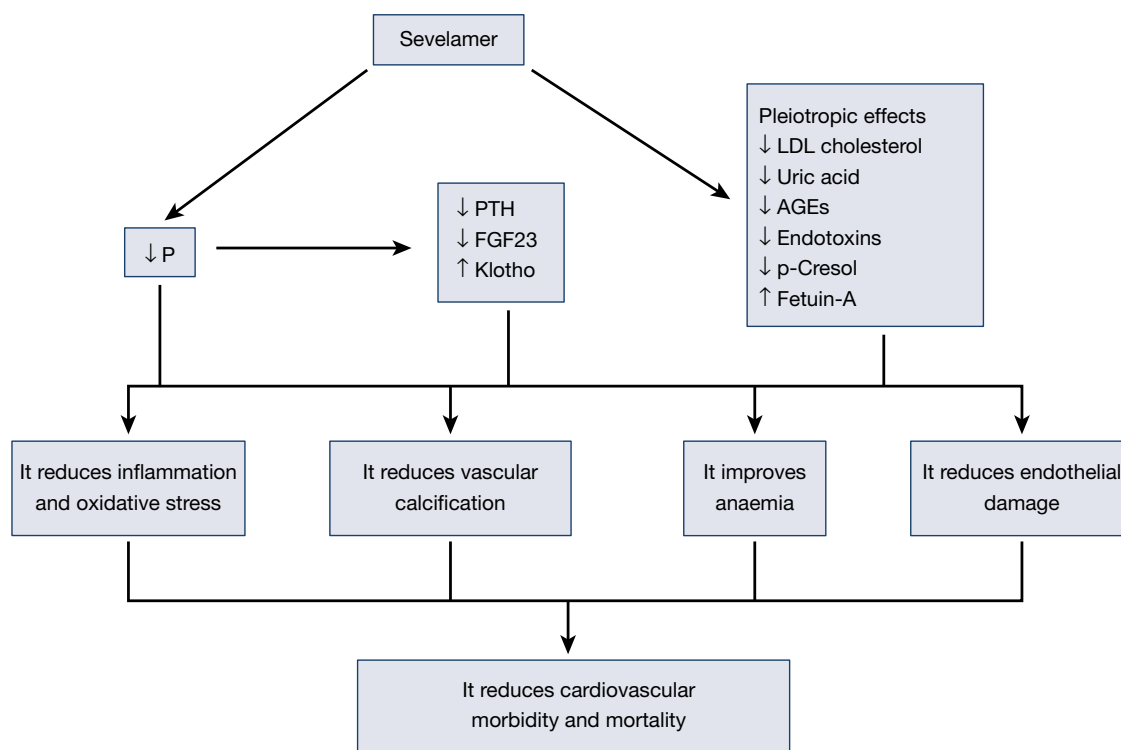 Sevelamer
Pleiotropic effects
↓ LDL cholesterol
↓ Uric acid
↓ AGEs
↓ Endotoxins
↓ p-Cresol
↑ Fetuin-A
↓ PTH
↓ FGF23
↑ Klotho
↓ P
It reduces inflammation
and oxidative stress
It reduces vascular
calcification
It improves
anaemia
It reduces endothelial
damage
It reduces cardiovascular
morbidity and mortality